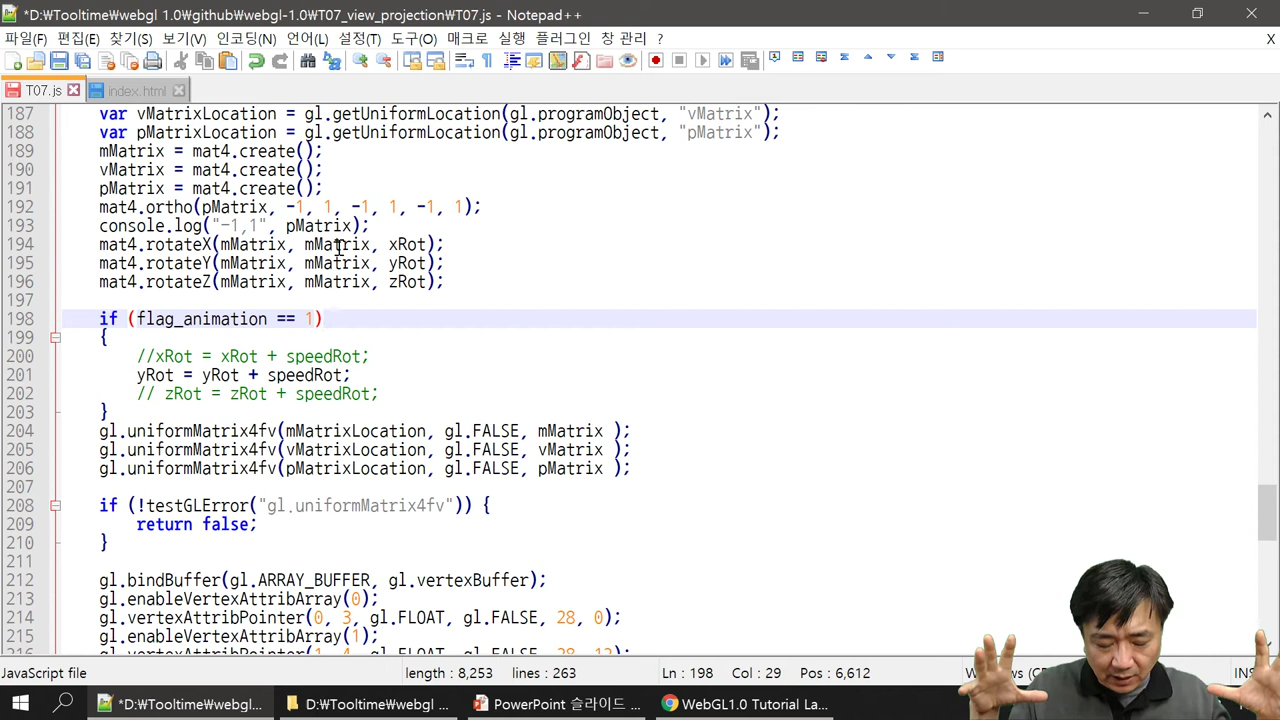 *D:₩Tooltime₩webgl 1.0₩github₩webgl-1.0₩T07_view_projection₩T07.js - Notepad++
파일(F) 편집(E) 찾기(S) 보기(V) 인코딩(N) 언어(L) 설정(T) 도구(O) 매크로 실행 플러그인 창 관리 ? X
T07.js index.html
187 var vMatrixLocation = gl.getUniformLocation(gl.programObject, "vMatrix");
188 var pMatrixLocation = gl.getUniformLocation(gl.programObject, "pMatrix");
189 mMatrix = mat4.create();
190 vMatrix = mat4.create();
191 pMatrix = mat4.create();
192 mat4.ortho(pMatrix, -1, 1, -1, 1, -1, 1);
193 console.log("-1,1", pMatrix);
194 mat4.rotateX(mMatrix, mMatrix, xRot);
195 mat4.rotateY(mMatrix, mMatrix, yRot);
196 mat4.rotateZ(mMatrix, mMatrix, zRot);
197
198 if (flag_animation == 1)
199 {
200 //xRot = xRot + speedRot;
201 yRot = yRot + speedRot;
202 // zRot = zRot + speedRot;
203 }
204 gl.uniformMatrix4fv(mMatrixLocation, gl.FALSE, mMatrix );
205 gl.uniformMatrix4fv(vMatrixLocation, gl.FALSE, vMatrix );
206 gl.uniformMatrix4fv(pMatrixLocation, gl.FALSE, pMatrix );
207
208 if (!testGLError("gl.uniformMatrix4fv")) {
209 return false;
210 }
211
212 gl.bindBuffer(gl.ARRAY_BUFFER, gl.vertexBuffer);
213 gl.enableVertexAttribArray(0);
214 gl.vertexAttribPointer(0, 3, gl.FLOAT, gl.FALSE, 28, 0);
215 gl.enableVertexAttribArray(1);
JavaScript file length : 8,253 lines : 263 Ln : 198 Col : 29 Pos : 6,612
*D:₩Tooltime₩webgl... D:₩Tooltime₩webgl ... PowerPoint 슬라이드 ... WebGL1.0 Tutorial La...